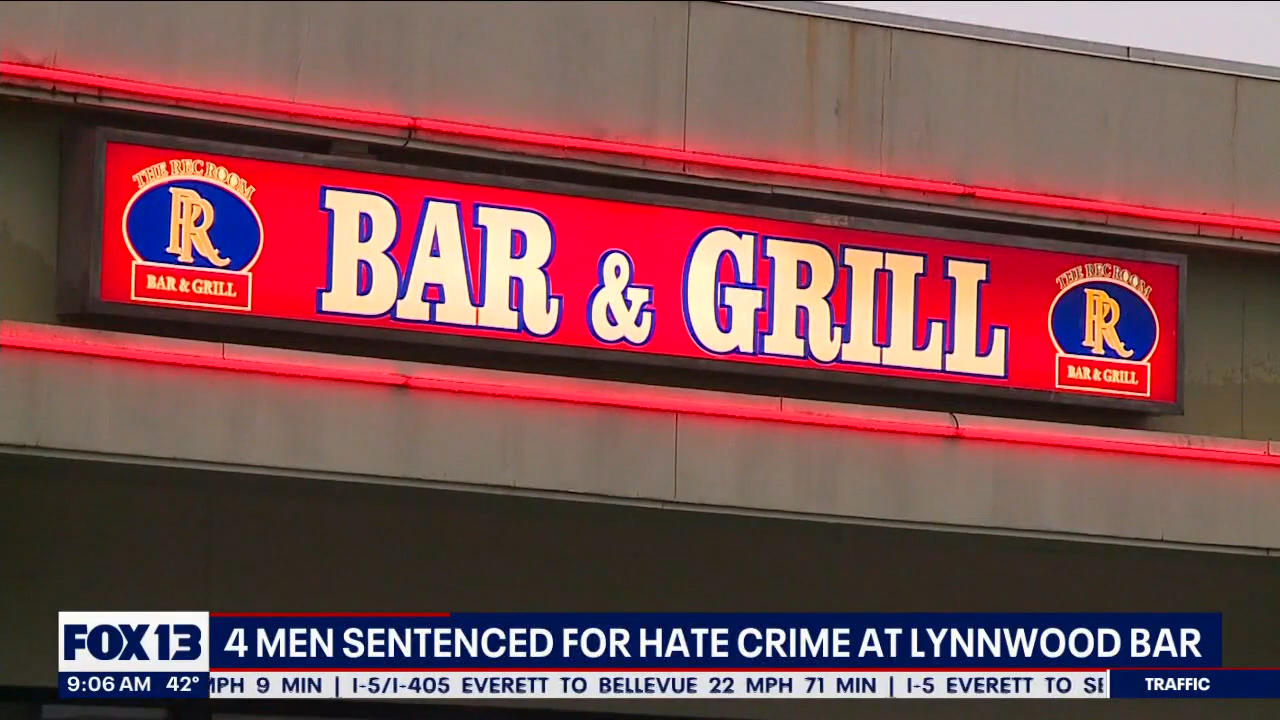 THE REC ROOM
RR
BAR & GRILL
BAR & GRILL
THE REC ROOM
RR
BAR & GRILL
FOX 13
4 MEN SENTENCED FOR HATE CRIME AT LYNNWOOD BAR
9:06 AM 42°
MPH 9 MIN | I-5/I-405 EVERETT TO BELLEVUE 22 MPH 71 MIN | I-5 EVERETT TO
TRAFFIC